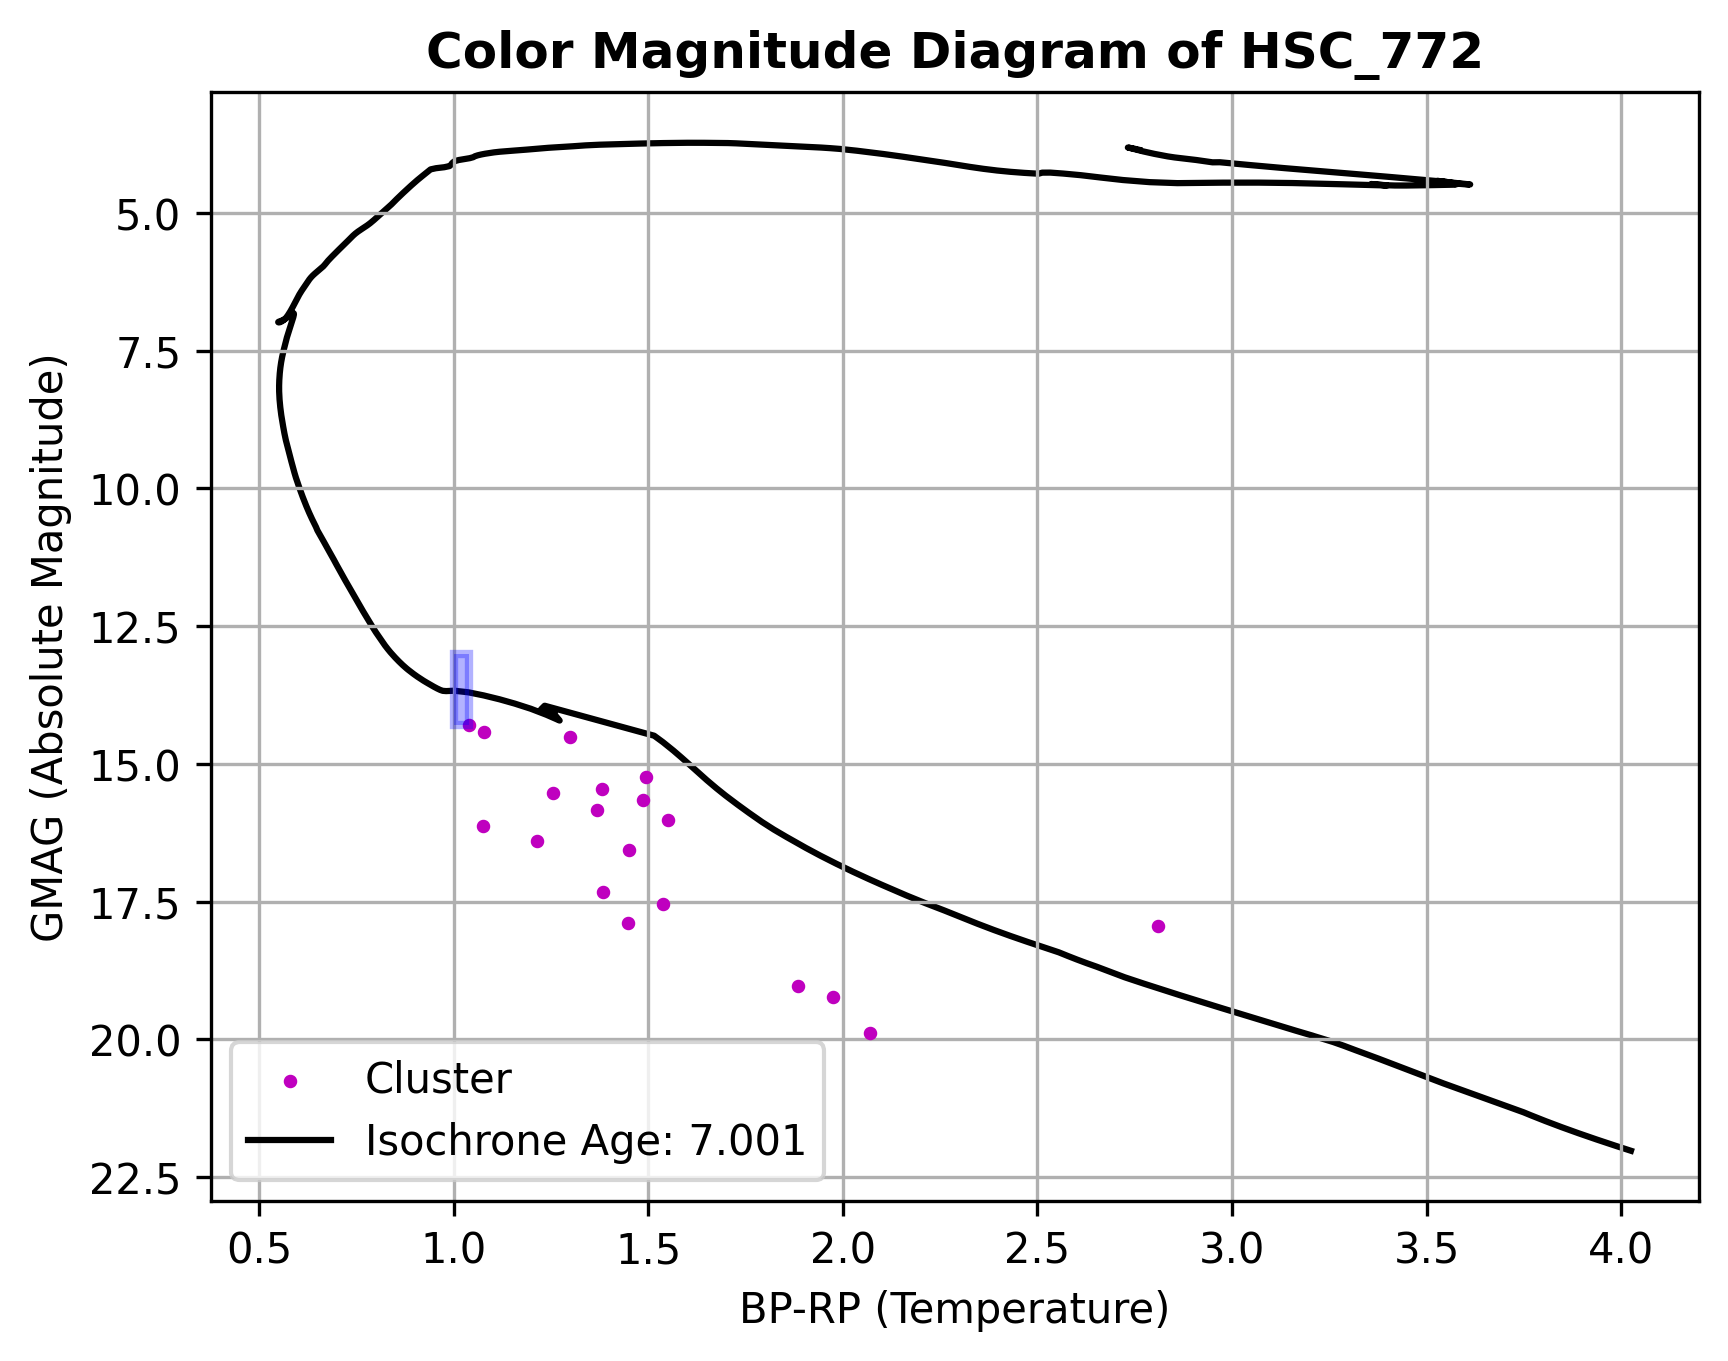 Color Magnitude Diagram of HSC_772
GMAG (Absolute Magnitude)
5.0
7.5
10.0
12.5
15.0
17.5
20.0
22.5
Cluster
Isochrone Age: 7.001
0.5 1.0 1.5 2.0 2.5 3.0 3.5 4.0
BP-RP (Temperature)